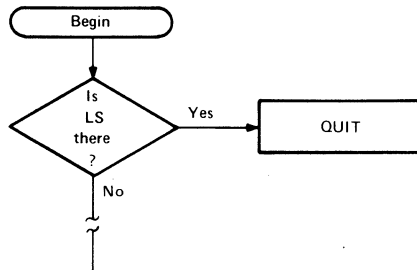 Begin
Is
LS
there
?
Yes
QUIT
No